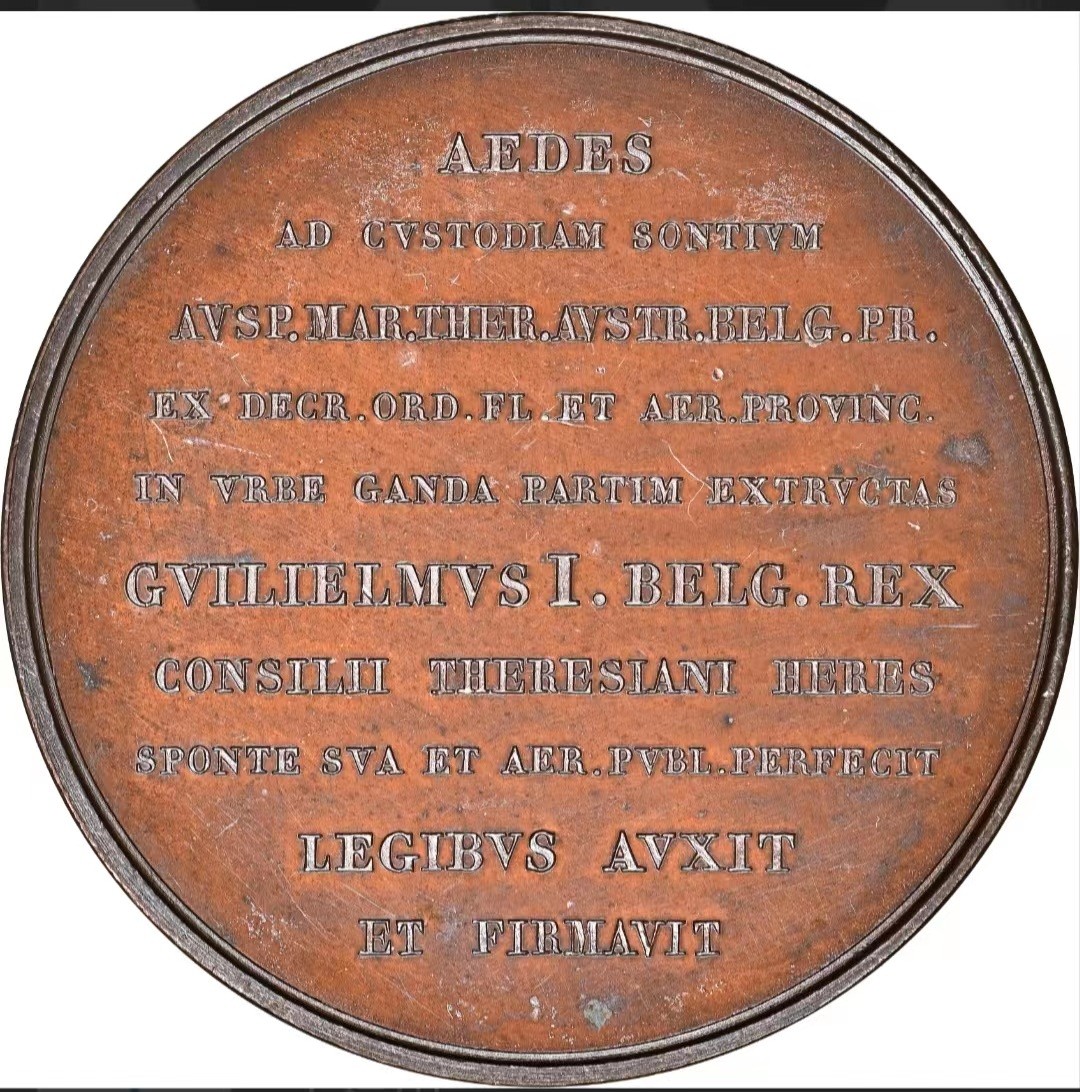 AEDES
AD CVSTODIAM SONTIVM
AVSP.MAR.THER.AVSTR.BELG.PR.
EX DECR.ORD.FL.ET AER.PROVINC.
IN VRBE GANDA PARTIM EXTRVCTAS
GVILIELMVS I. BELG.REX
CONSILII THERESIANI HERES
SPONTE SVA ET AER.PVBL.PERFECIT
LEGIBVS AVXIT
ET FIRMAVIT